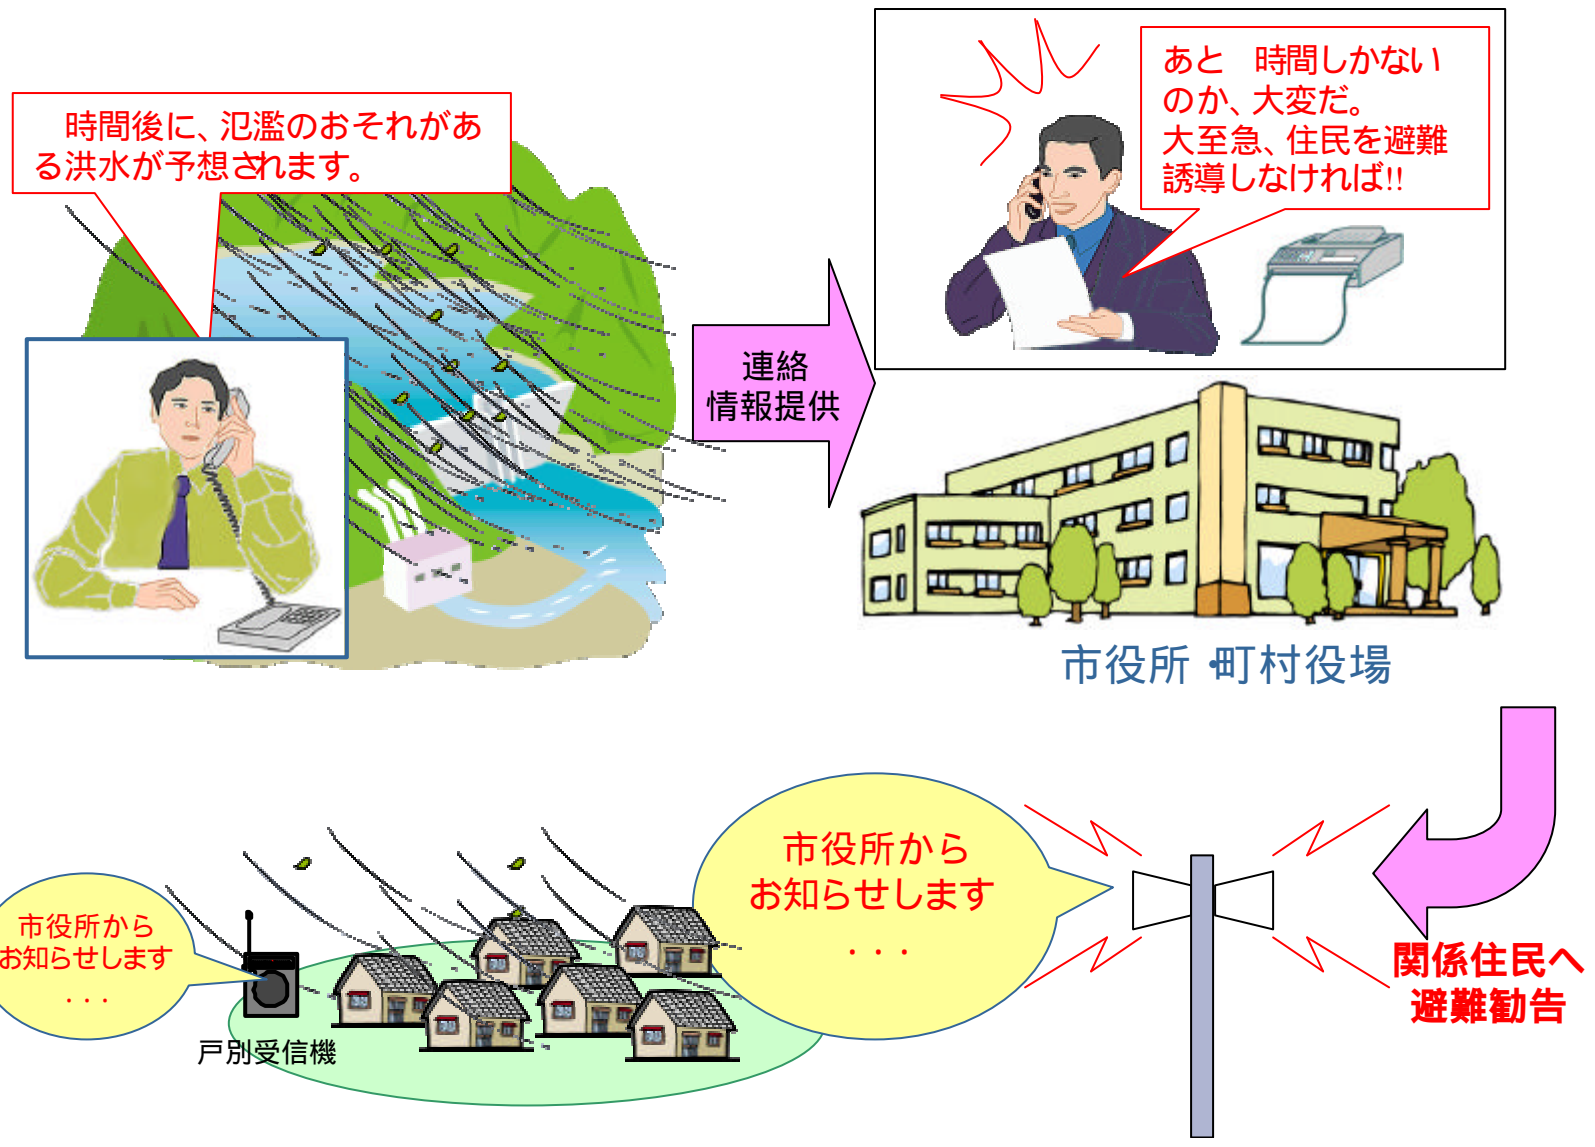 時間後に、氾濫のおそれがあ
る洪水が予想されます。
あと　時間しかない
のか、大変だ。
大至急、住民を避難
誘導しなければ!!
連絡
情報提供
市役所・町村役場
市役所から
お知らせします
・・・
市役所から
お知らせします
・・・
戸別受信機
関係住民へ
避難勧告